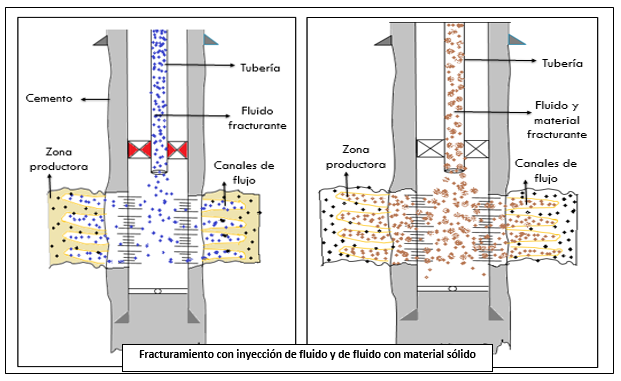 Tubería
Cemento
Fluido
fracturante
Zona
productora
Canales de
flujo
Tubería
Fluido y
material
fracturante
Zona
productora
Canales de
flujo
Fracturamiento con inyección de fluido y de fluido con material sólido